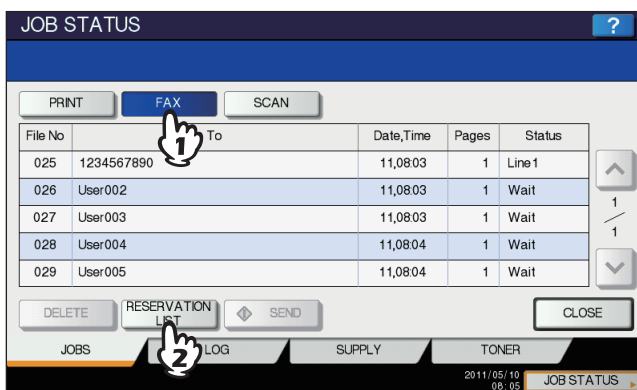 JOB STATUS ?
PRINT FAX SCAN
File No To Date,Time Pages Status
025 1234567890 11,08:03 1 Line1
026 User002 11,08:03 1 Wait
027 User003 11,08:03 1 Wait
028 User004 11,08:04 1 Wait
029 User005 11,08:04 1 Wait
1
1
DELETE RESERVATION LIST SEND CLOSE
JOBS LOG SUPPLY TONER
2011/05/10
08:05 JOB STATUS
1
2